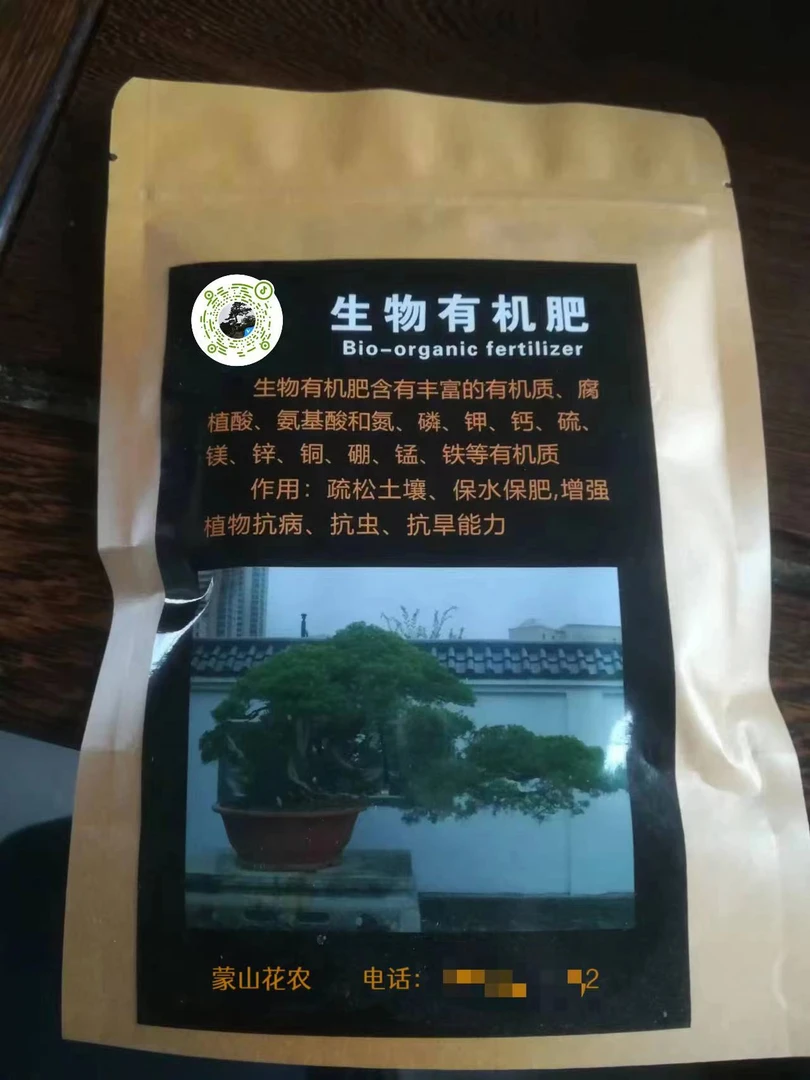 生物有机肥
Bio-organic fertilizer
生物有机肥含有丰富的有机质、腐
植酸、氨基酸和氮、磷、钾、钙、硫、
镁、锌、铜、硼、锰、铁等有机质
作用：疏松土壤、保水保肥,增强
植物抗病、抗虫、抗旱能力
蒙山花农 电话：